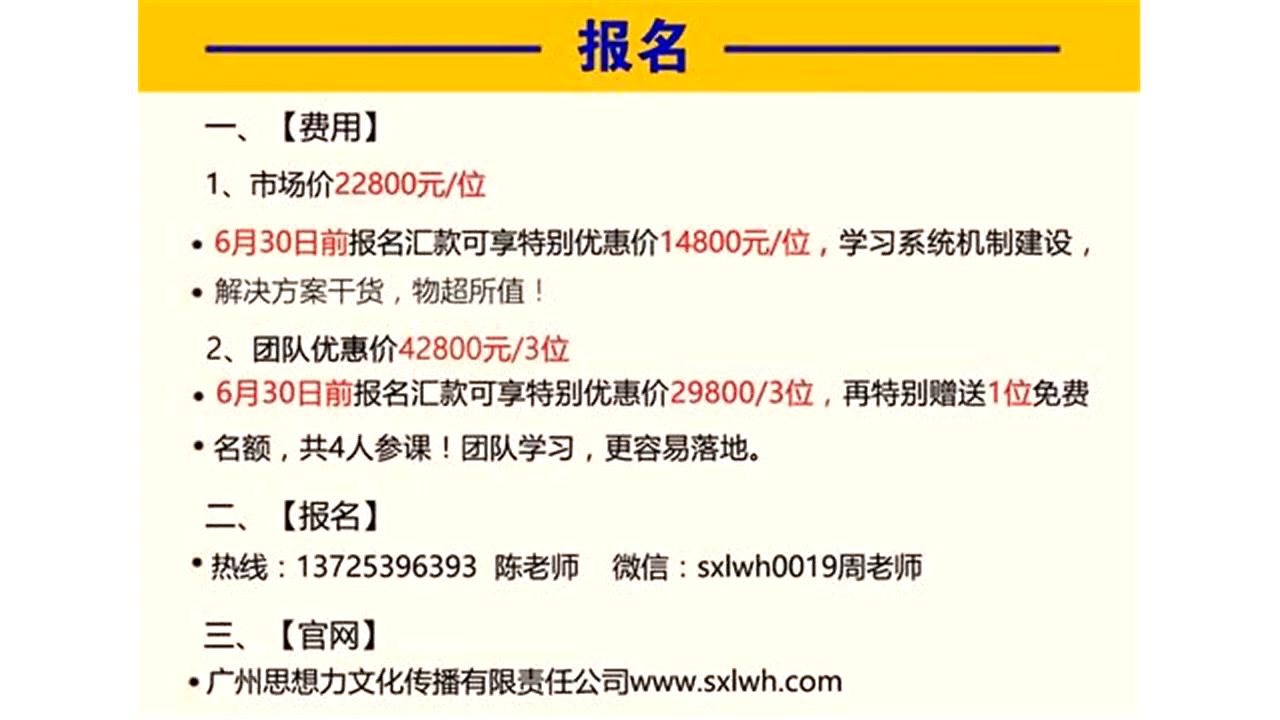 报名
一、【费用】
1、市场价22800元/位
• 6月30日前报名汇款可享特别优惠价14800元/位，学习系统机制建设，
• 解决方案干货，物超所值！
2、团队优惠价42800元/3位
• 6月30日前报名汇款可享特别优惠价29800/3位，再特别赠送1位免费
• 名额，共4人参课！团队学习，更容易落地。
二、【报名】
• 热线：13725396393 陈老师 微信：sxlwh0019周老师
三、【官网】
• 广州思想力文化传播有限责任公司www.sxlwh.com